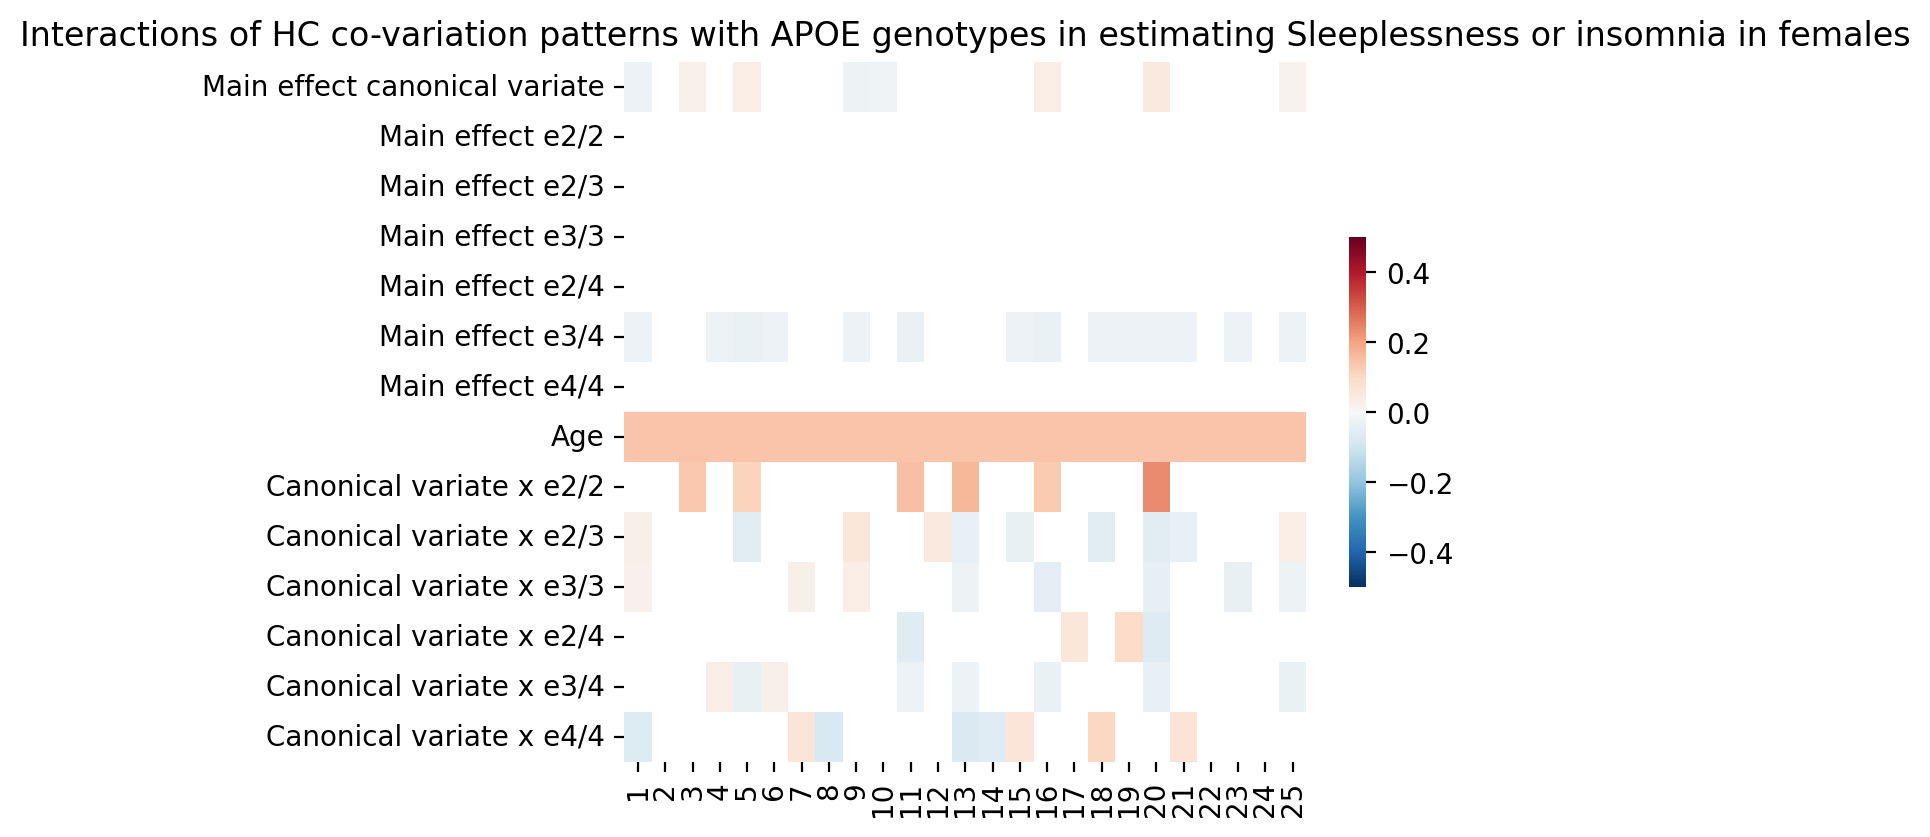 Interactions of HC co-variation patterns with APOE genotypes in estimating Sleeplessness or insomnia in females
Main effect canonical variate
Main effect e2/2
Main effect e2/3
Main effect e3/3
Main effect e2/4
Main effect e3/4
Main effect e4/4
Age
Canonical variate x e2/2
Canonical variate x e2/3
Canonical variate x e3/3
Canonical variate x e2/4
Canonical variate x e3/4
Canonical variate x e4/4
1 2 3 4 5 6 7 8 9 10 11 12 13 14 15 16 17 18 19 20 21 22 23 24 25
0.4
0.2
0.0
−0.2
−0.4